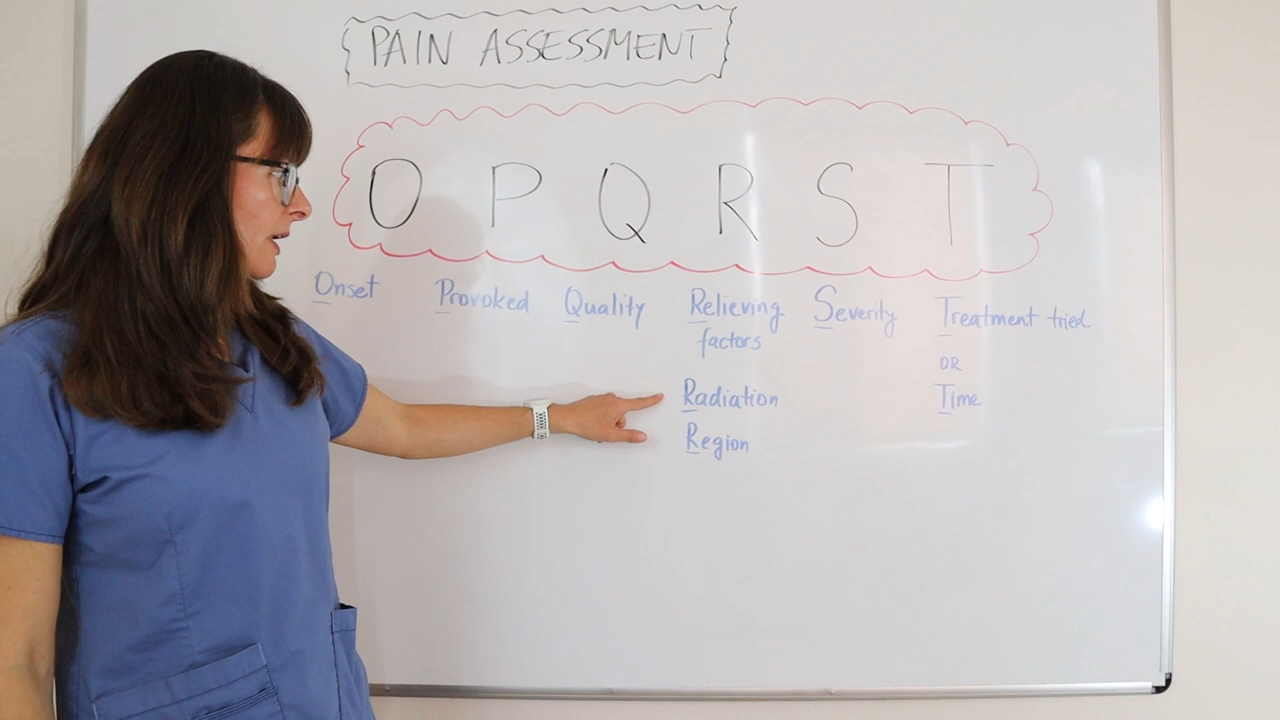 PAIN ASSESSMENT
O P Q R S T
Onset Provoked Quality Relieving factors Severity Treatment tried
OR
Radiation Time
Region